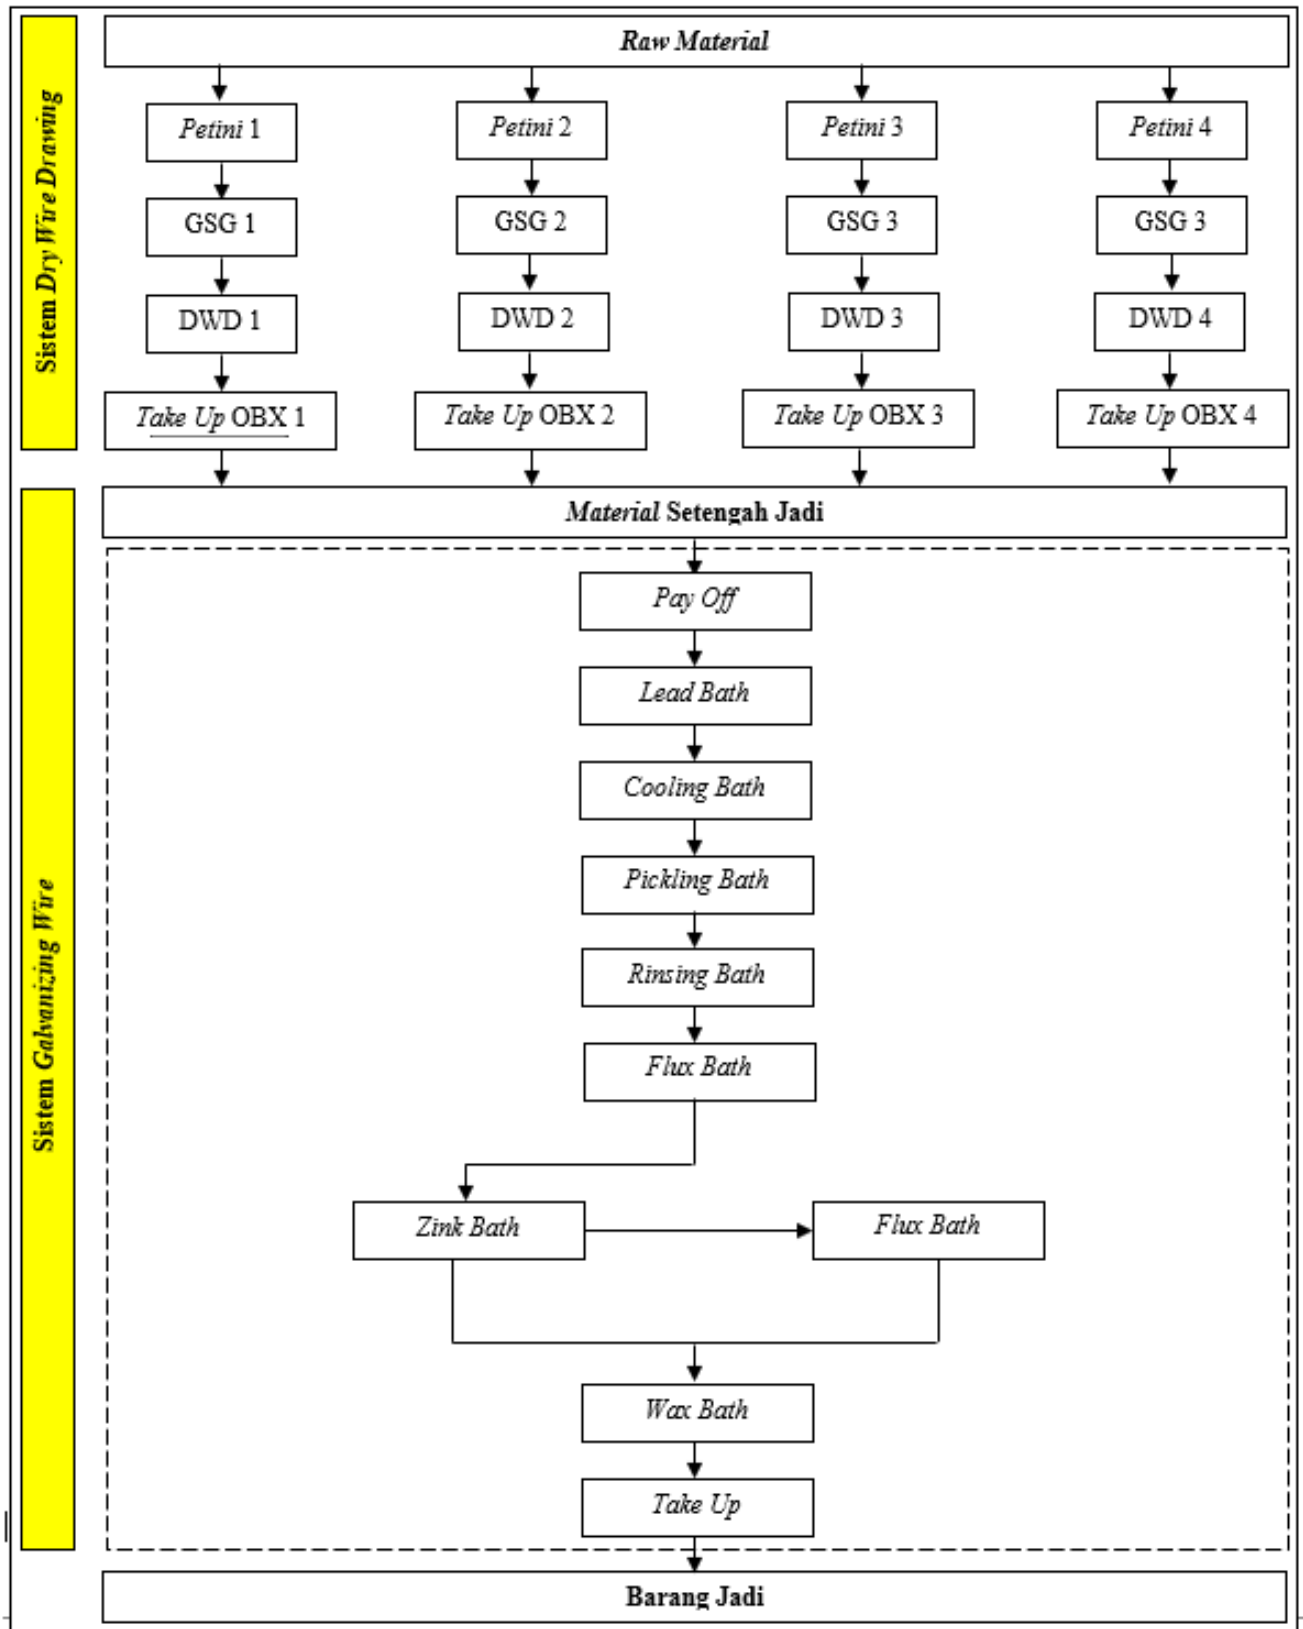 Sistem Dry Wire Drawing
Raw Material
Petini 1
Petini 2
Petini 3
Petini 4
GSG 1
GSG 2
GSG 3
GSG 3
DWD 1
DWD 2
DWD 3
DWD 4
Take Up OBX 1
Take Up OBX 2
Take Up OBX 3
Take Up OBX 4
Sistem Galvanizing Wire
Material Setengah Jadi
Pay Off
Lead Bath
Cooling Bath
Pickling Bath
Rinsing Bath
Flux Bath
Zink Bath
Flux Bath
Wax Bath
Take Up
Barang Jadi